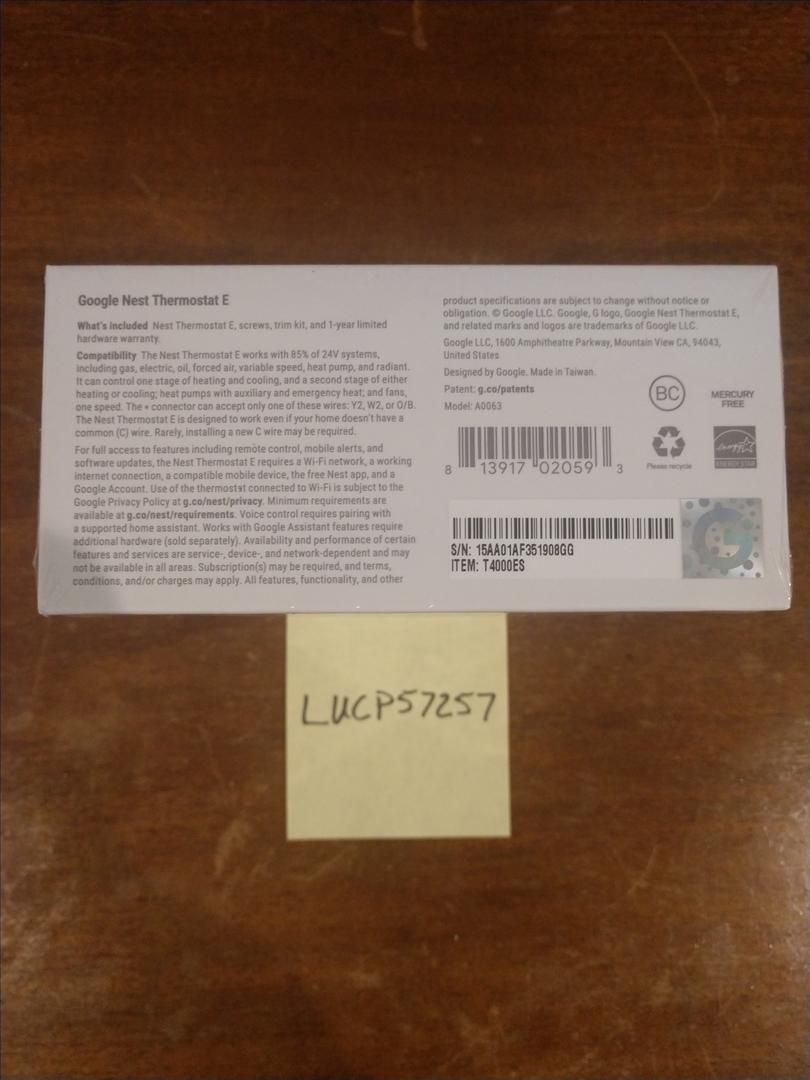 Google Nest Thermostat E
What's included Nest Thermostat E, screws, trim kit, and 1-year limited
hardware warranty.
Compatibility The Nest Thermostat E works with 85% of 24V systems,
including gas, electric, oil, forced air, variable speed, heat pump, and radiant.
It can control one stage of heating and cooling, and a second stage of either
heating or cooling; heat pumps with auxiliary and emergency heat; and fans,
one speed. The * connector can accept only one of these wires: Y2, W2, or O/B.
The Nest Thermostat E is designed to work even if your home doesn't have a
common (C) wire. Rarely, installing a new C wire may be required.
For full access to features including remote control, mobile alerts, and
software updates, the Nest Thermostat E requires a Wi-Fi network, a working
internet connection, a compatible mobile device, the free Nest app, and a
Google Account. Use of the thermostat connected to Wi-Fi is subject to the
Google Privacy Policy at g.co/nest/privacy. Minimum requirements are
available at g.co/nest/requirements. Voice control requires pairing with
a supported home assistant. Works with Google Assistant features require
additional hardware (sold separately). Availability and performance of certain
features and services are service-, device-, and network-dependent and may
not be available in all areas. Subscription(s) may be required, and terms,
conditions, and/or charges may apply. All features, functionality, and other
product specifications are subject to change without notice or
obligation. © Google LLC. Google, G logo, Google Nest Thermostat E,
and related marks and logos are trademarks of Google LLC.
Google LLC, 1600 Amphitheatre Parkway, Mountain View CA, 94043,
United States
Designed by Google. Made in Taiwan.
Patent: g.co/patents
Model: A0063
BC
MERCURY
FREE
8 13917 02059 3
Please recycle
energy
ENERGY STAR
S/N: 15AA01AF351908GG
ITEM: T4000ES
G
LUCP57257